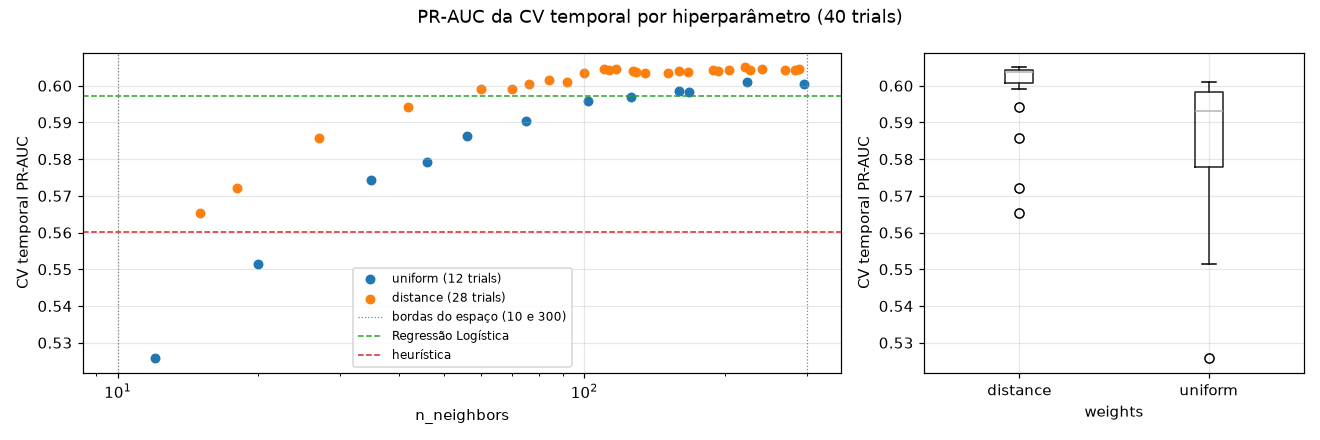 PR-AUC da CV temporal por hiperparâmetro (40 trials)
CV temporal PR-AUC
0.60
0.59
0.58
0.57
0.56
0.55
0.54
0.53
uniform (12 trials)
distance (28 trials)
bordas do espaço (10 e 300)
Regressão Logística
heurística
10¹
10²
n_neighbors
CV temporal PR-AUC
0.60
0.59
0.58
0.57
0.56
0.55
0.54
0.53
distance
uniform
weights